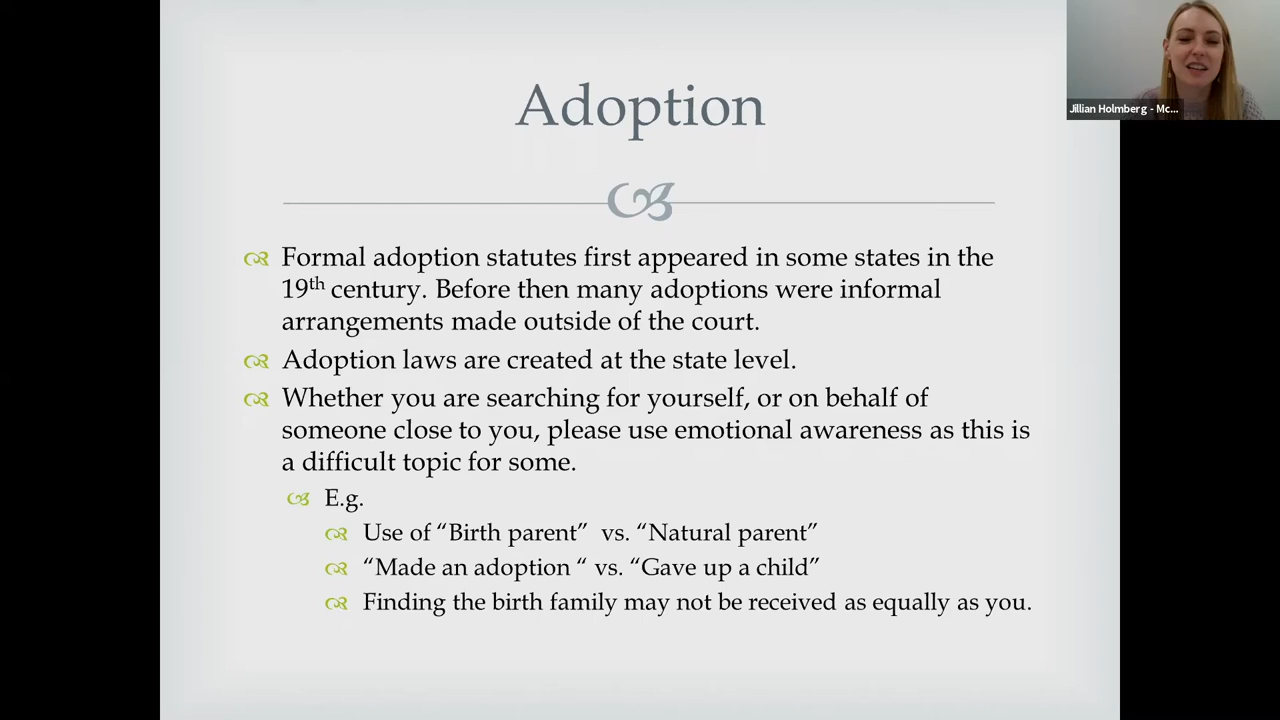 Adoption
Jillian Holmberg - Mc...
Formal adoption statutes first appeared in some states in the
19th century. Before then many adoptions were informal
arrangements made outside of the court.
Adoption laws are created at the state level.
Whether you are searching for yourself, or on behalf of
someone close to you, please use emotional awareness as this is
a difficult topic for some.
E.g.
Use of “Birth parent”  vs. “Natural parent”
“Made an adoption “ vs. “Gave up a child”
Finding the birth family may not be received as equally as you.